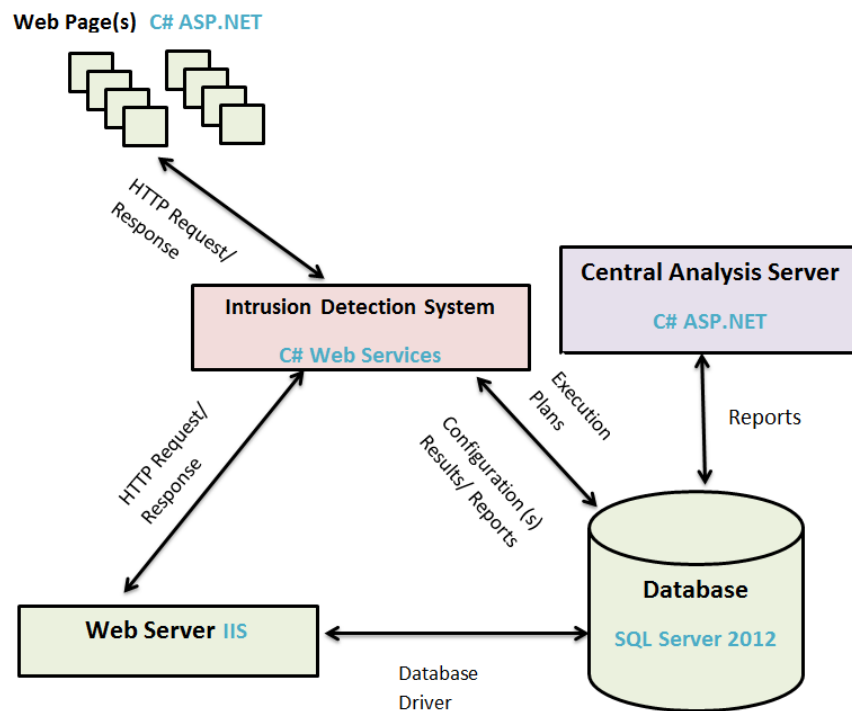 Web Page(s) C# ASP.NET
HTTP Request/
Response
Central Analysis Server
C# ASP.NET
Intrusion Detection System
C# Web Services
Execution
Plans
Reports
HTTP Request/
Response
Configuration(s)
Results/ Reports
Database
SQL Server 2012
Web Server IIS
Database
Driver